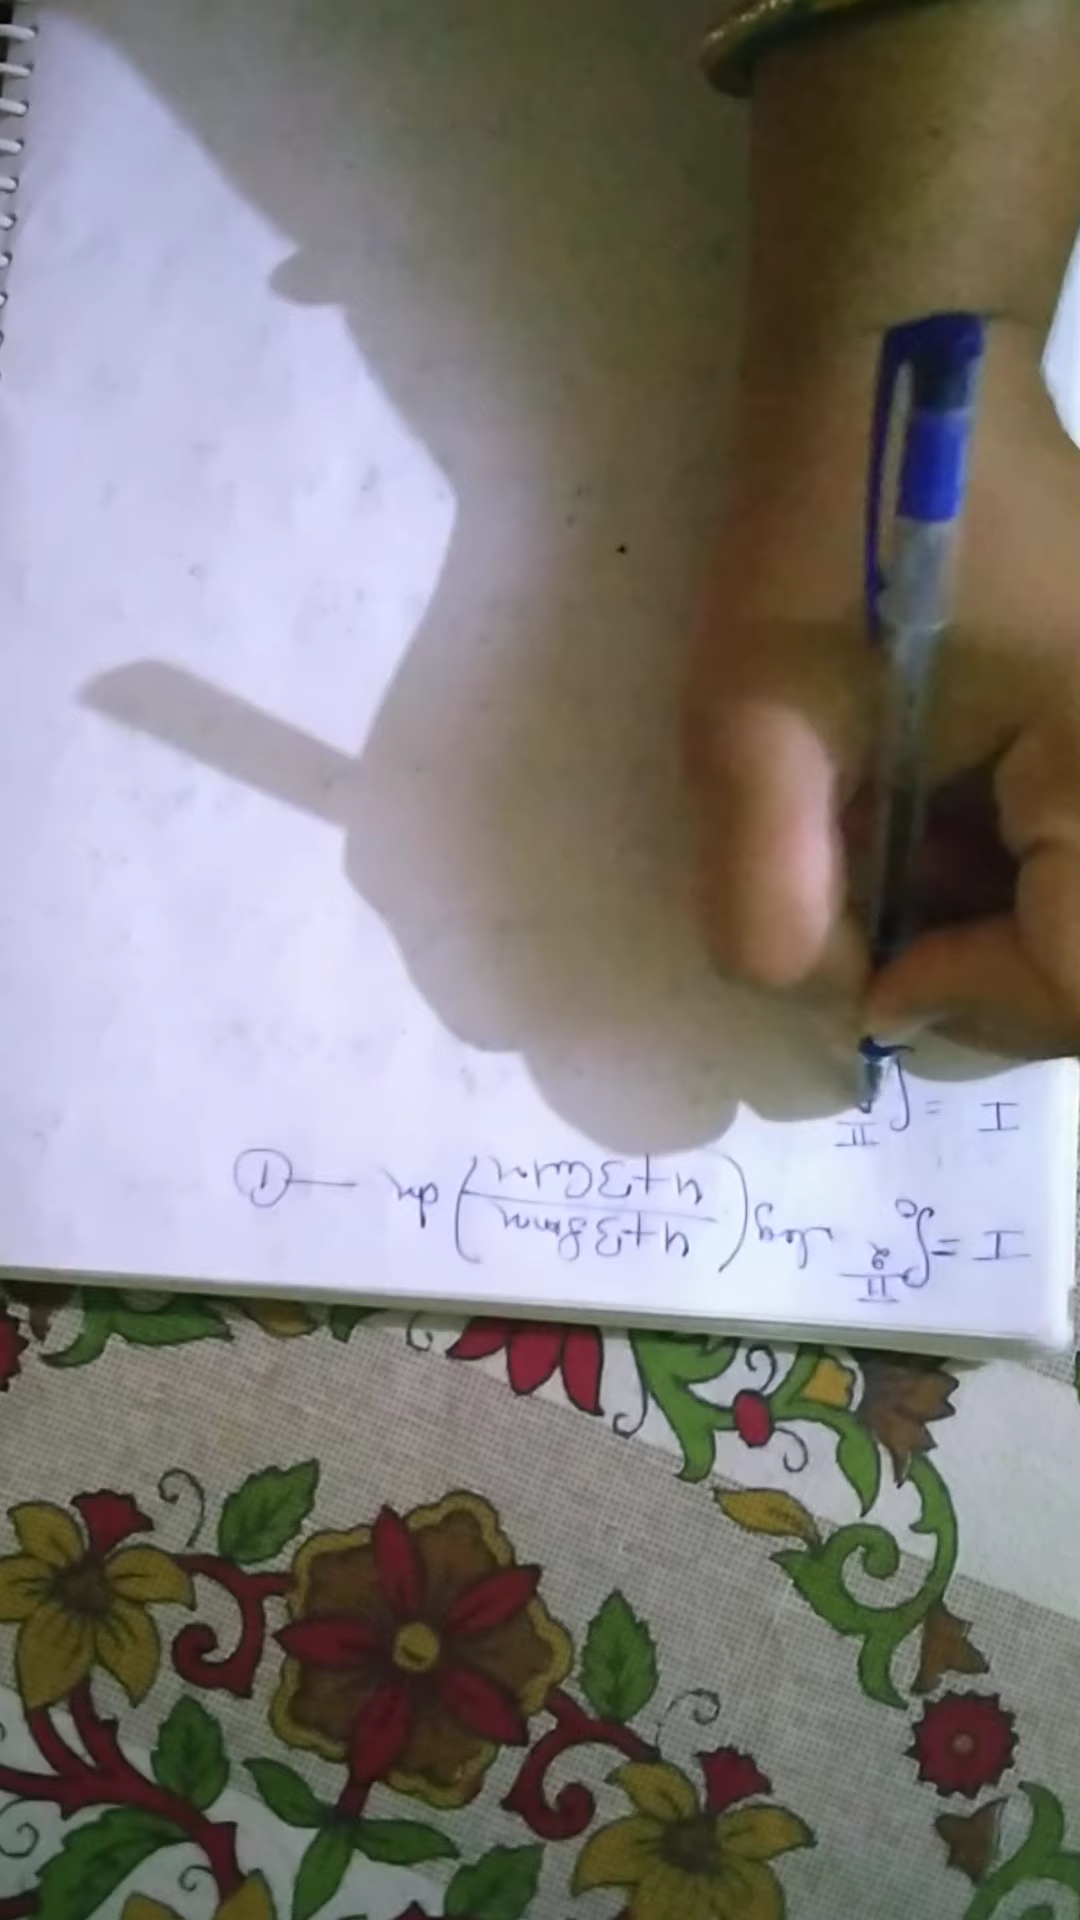 I = ∫₀^(π/2) log((4+3sinx)/(4+3cosx)) dx — ①
I = ∫ π